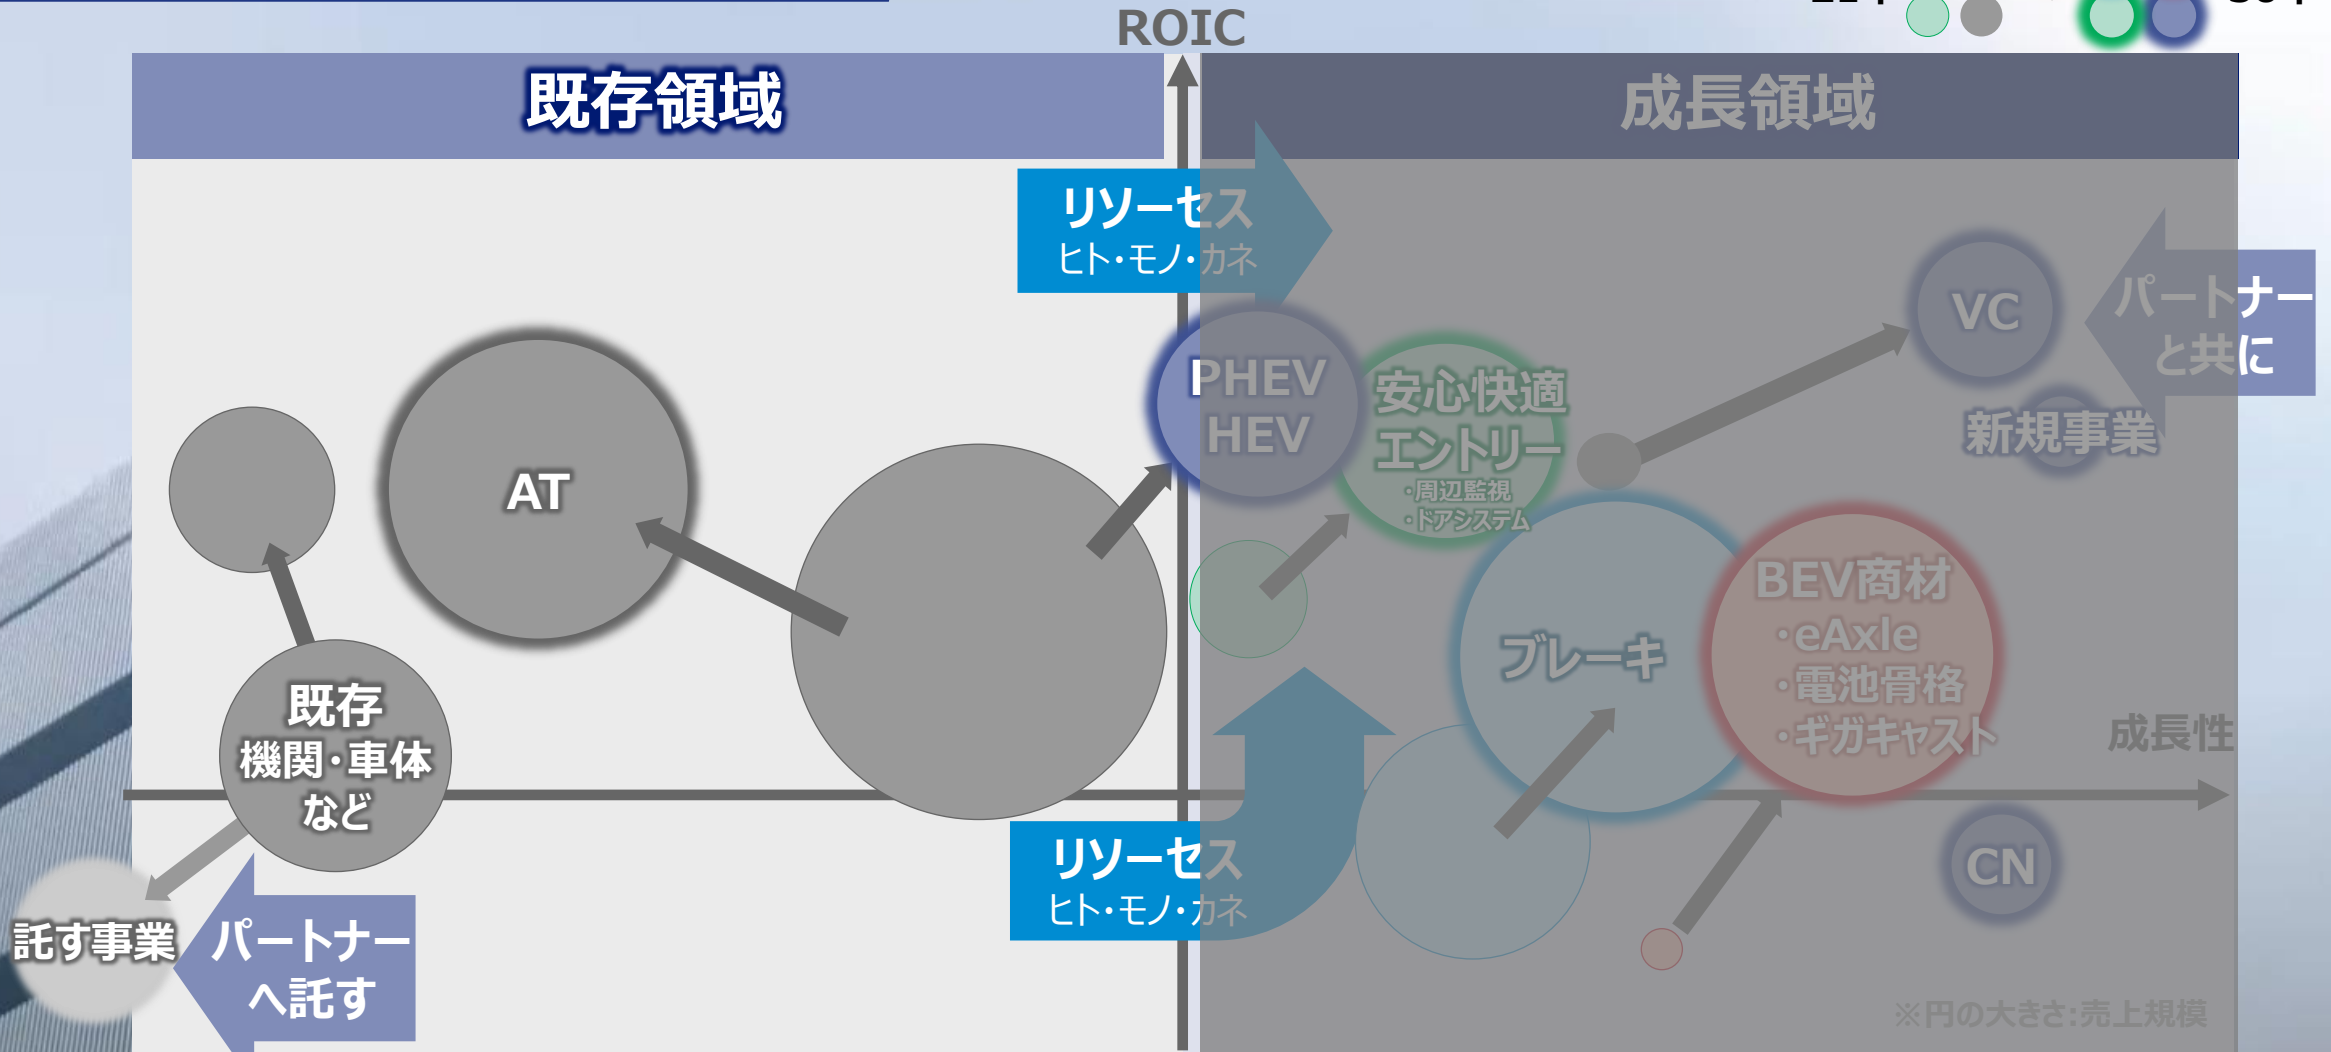 ROIC
既存領域
成長領域
リソーセス
ヒト・モノ・カネ
VC
パートナー
と共に
新規事業
PHEV
HEV
安心快適
エントリー
・周辺監視
・ドアシステム
AT
BEV商材
・eAxle
・電池骨格
・ギガキャスト
ブレーキ
成長性
既存
機関・車体
など
リソーセス
ヒト・モノ・カネ
CN
託す事業
パートナー
へ託す
※円の大きさ:売上規模